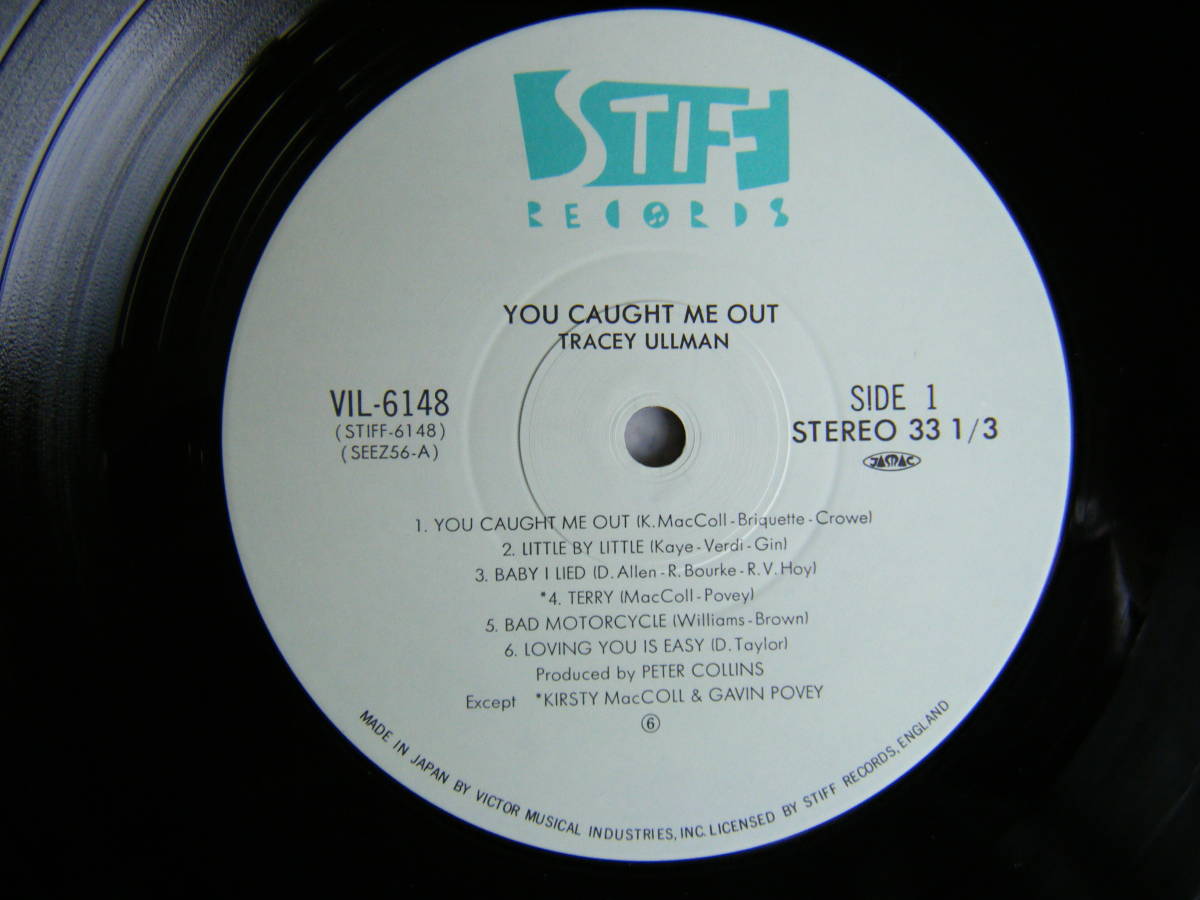 STIFF
RECORDS
YOU CAUGHT ME OUT
TRACEY ULLMAN
VIL-6148
(STIFF-6148)
(SEEZ56-A)
SIDE 1
STEREO 33 1/3
JASRAC
1. YOU CAUGHT ME OUT (K.MacColl-Briquette-Crowe)
2. LITTLE BY LITTLE (Kaye-Verdi-Gin)
3. BABY I LIED (D. Allen-R. Bourke-R.V. Hoy)
*4. TERRY (MacColl-Povey)
5. BAD MOTORCYCLE (Williams-Brown)
6. LOVING YOU IS EASY (D. Taylor)
Produced by PETER COLLINS
Except *KIRSTY MacCOLL & GAVIN POVEY
⑥
MADE IN JAPAN BY VICTOR MUSICAL INDUSTRIES, INC. LICENSED BY STIFF RECORDS, ENGLAND